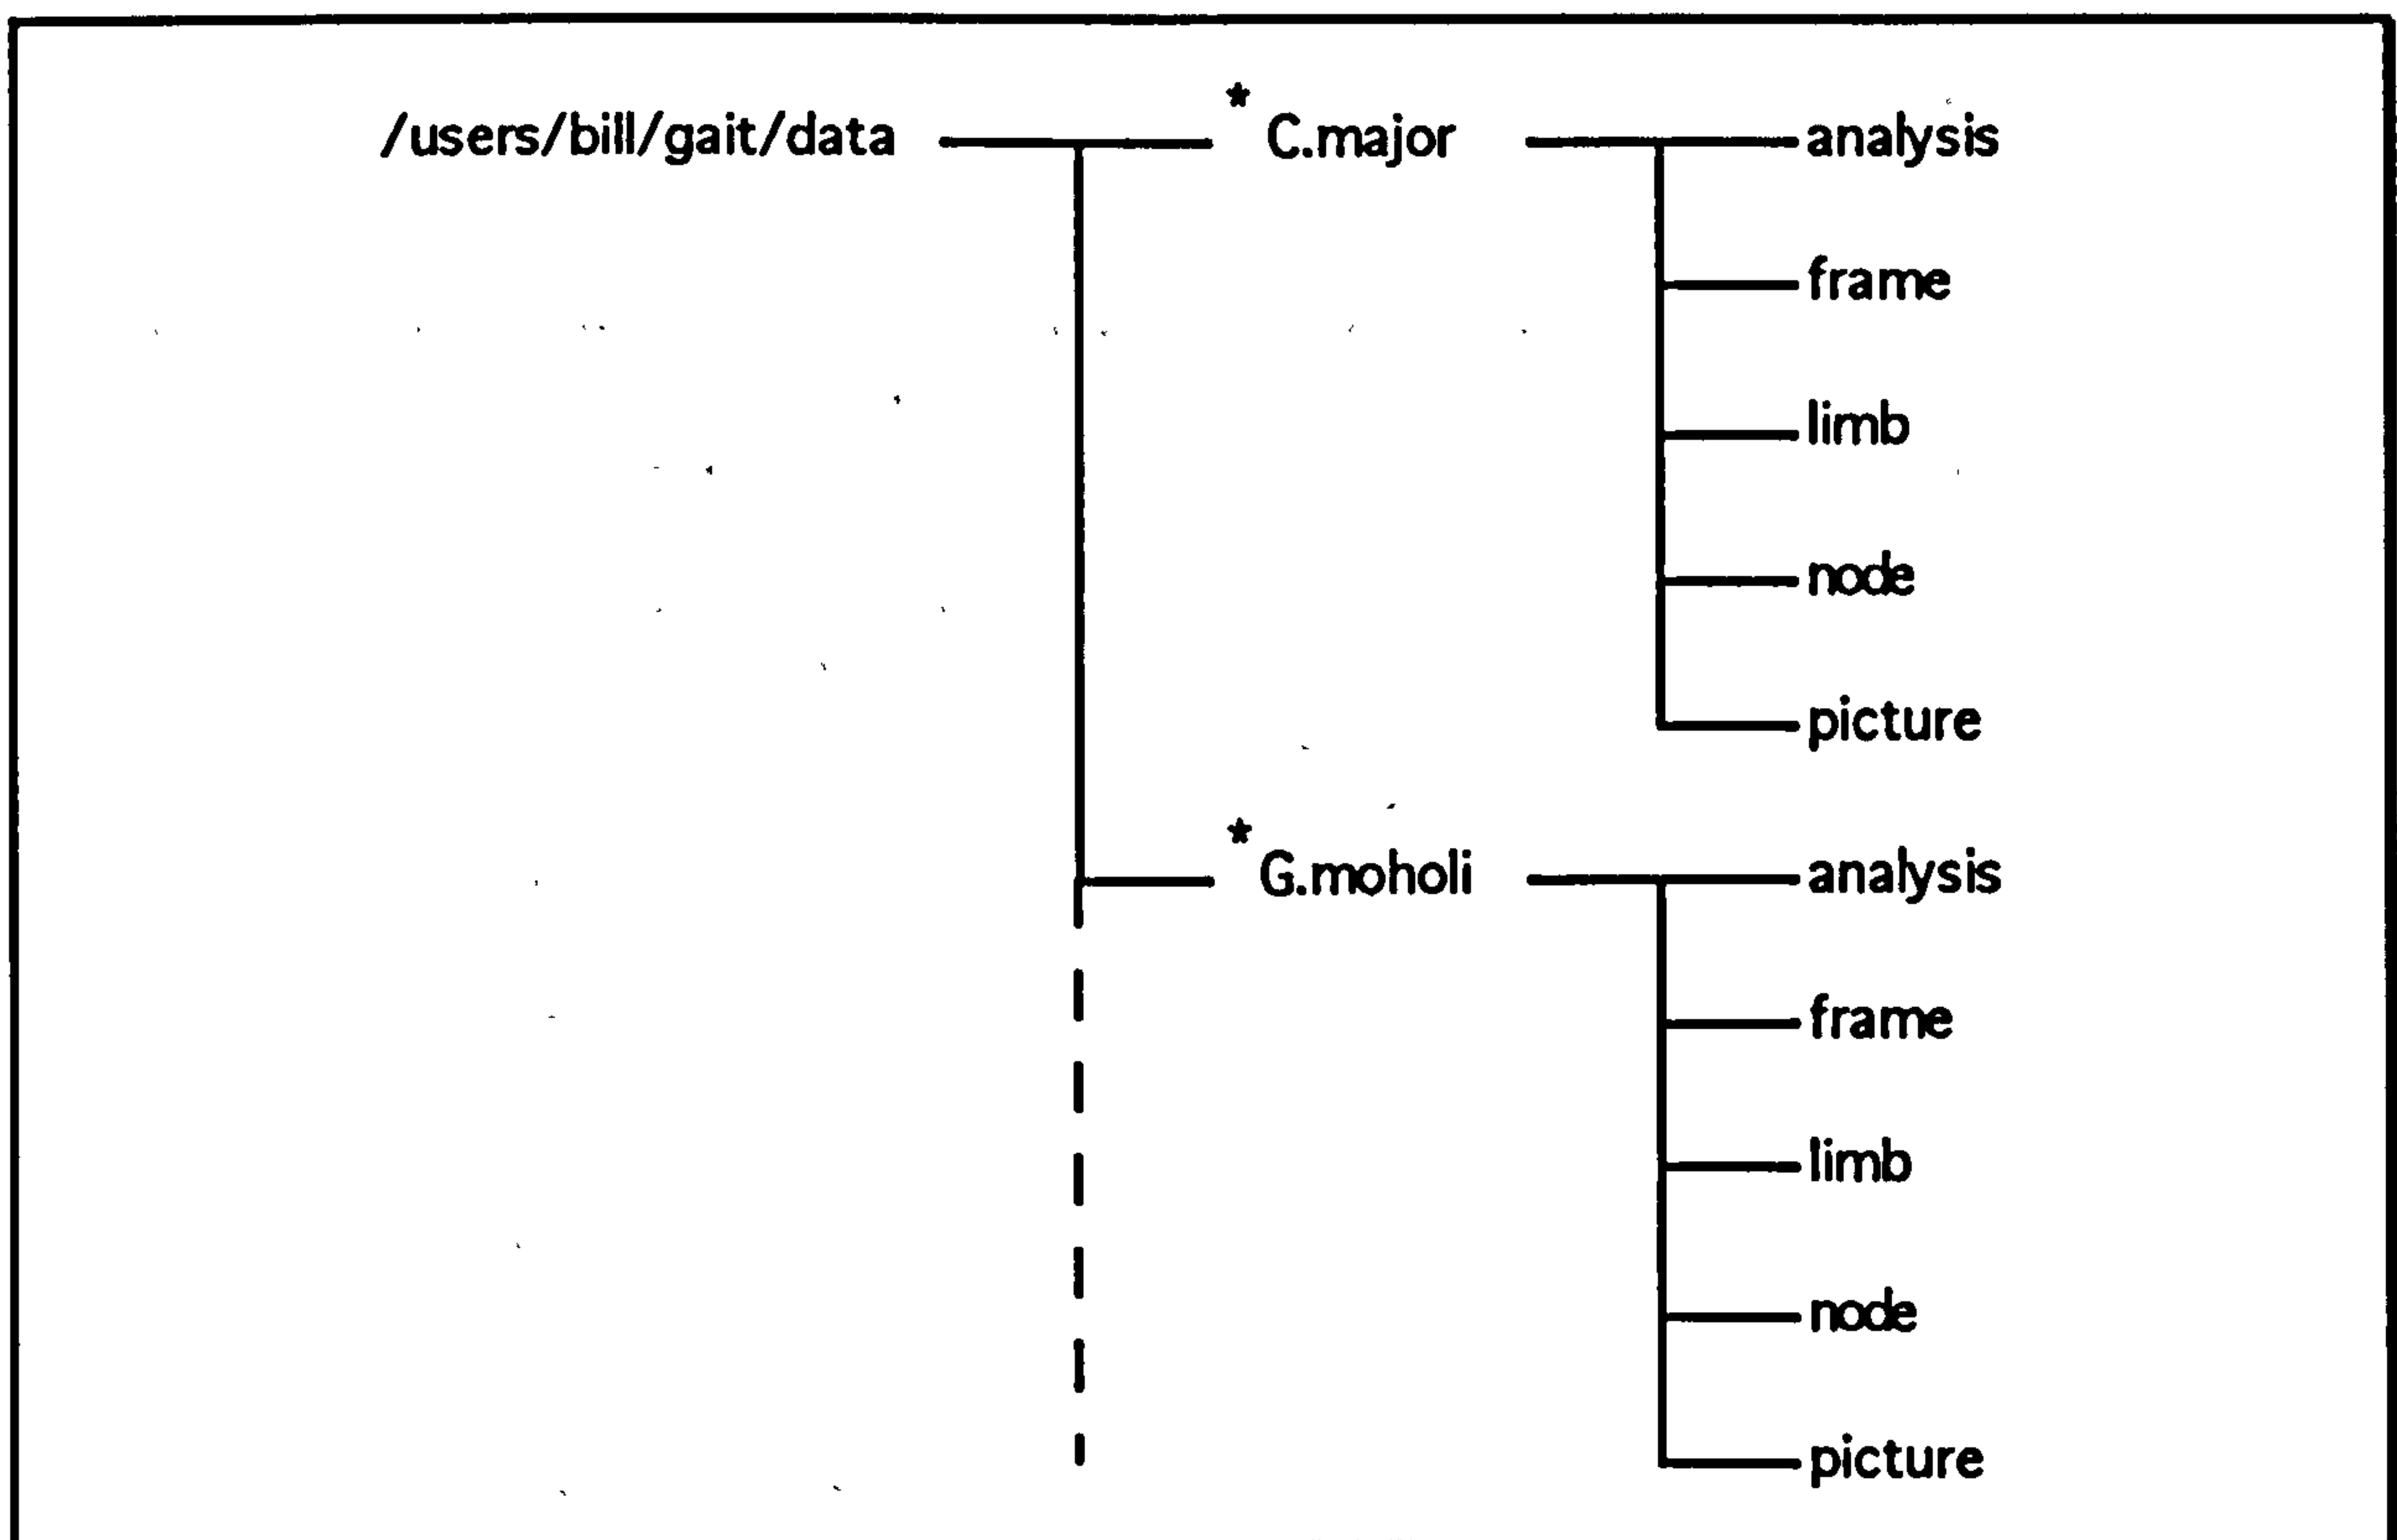 /users/bill/gait/data * C.major analysis
frame
limb
node
picture
* G.moholi analysis
frame
limb
node
picture